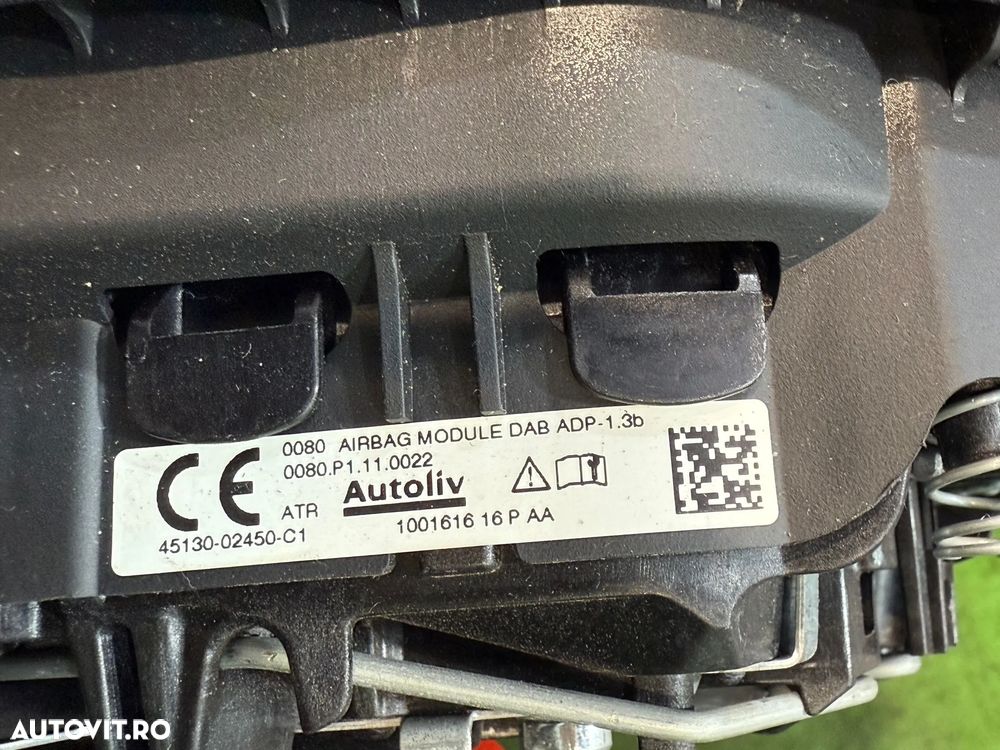 0080 AIRBAG MODULE DAB ADP-1.3b
0080.P1.11.0022
CE ATR Autoliv
45130-02450-C1 1001616 16 P AA
AUTOVIT.RO